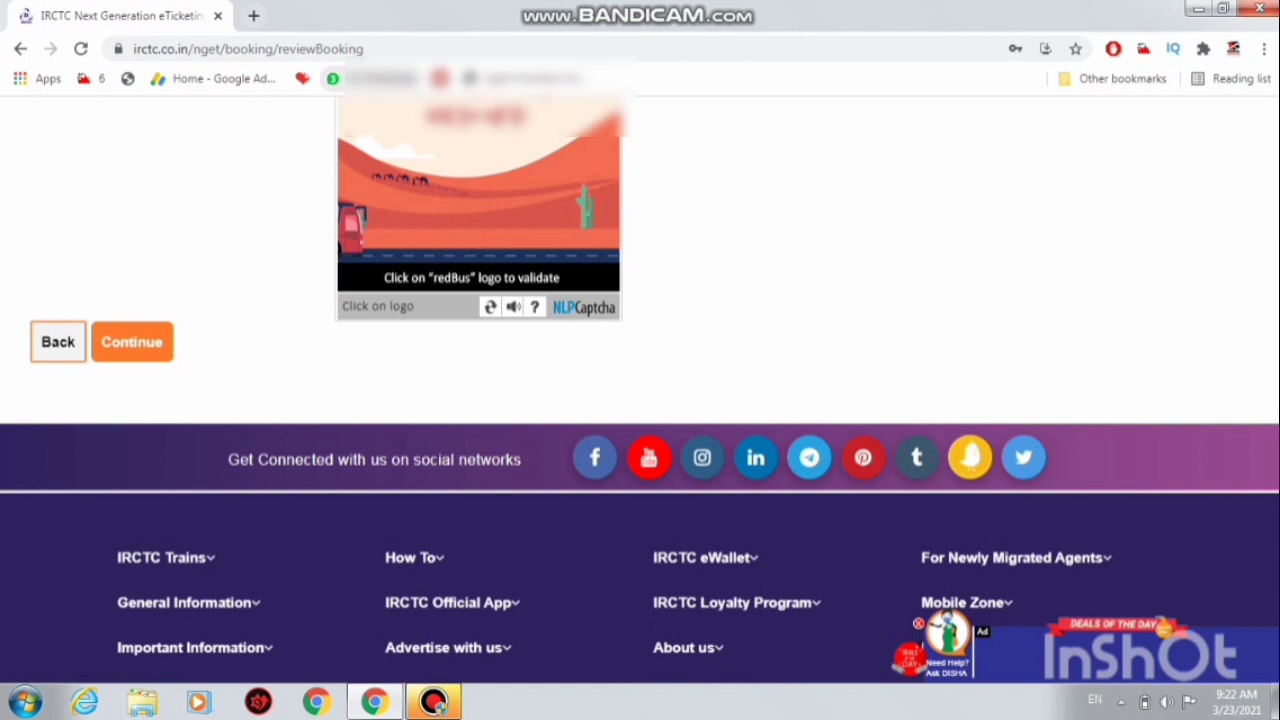 IRCTC Next Generation eTicketin
www.BANDICAM.com
irctc.co.in/nget/booking/reviewBooking
IQ
Apps
6
Home - Google Ad...
3
Other bookmarks
Reading list
Click on "redBus" logo to validate
Click on logo
?
NLPCaptcha
Back
Continue
Get Connected with us on social networks
IRCTC Trains
How To
IRCTC eWallet
For Newly Migrated Agents
General Information
IRCTC Official App
IRCTC Loyalty Program
Mobile Zone
Important Information
Advertise with us
About us
DEALS OF THE DAY
Ad
Need Help?
Ask DISHA
InShOt
EN
9:22 AM
3/23/2021